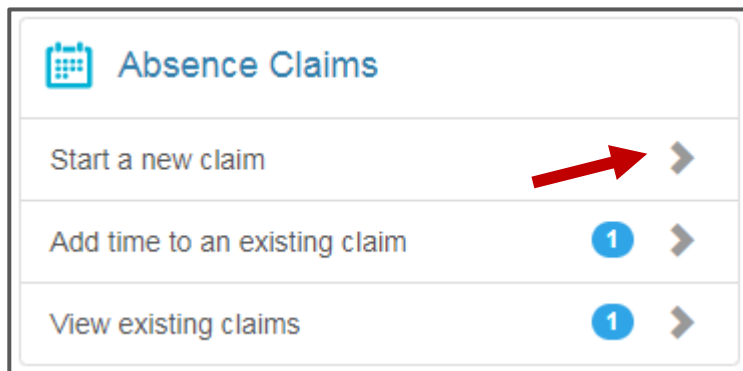 Absence Claims
Start a new claim
Add time to an existing claim 1
View existing claims 1